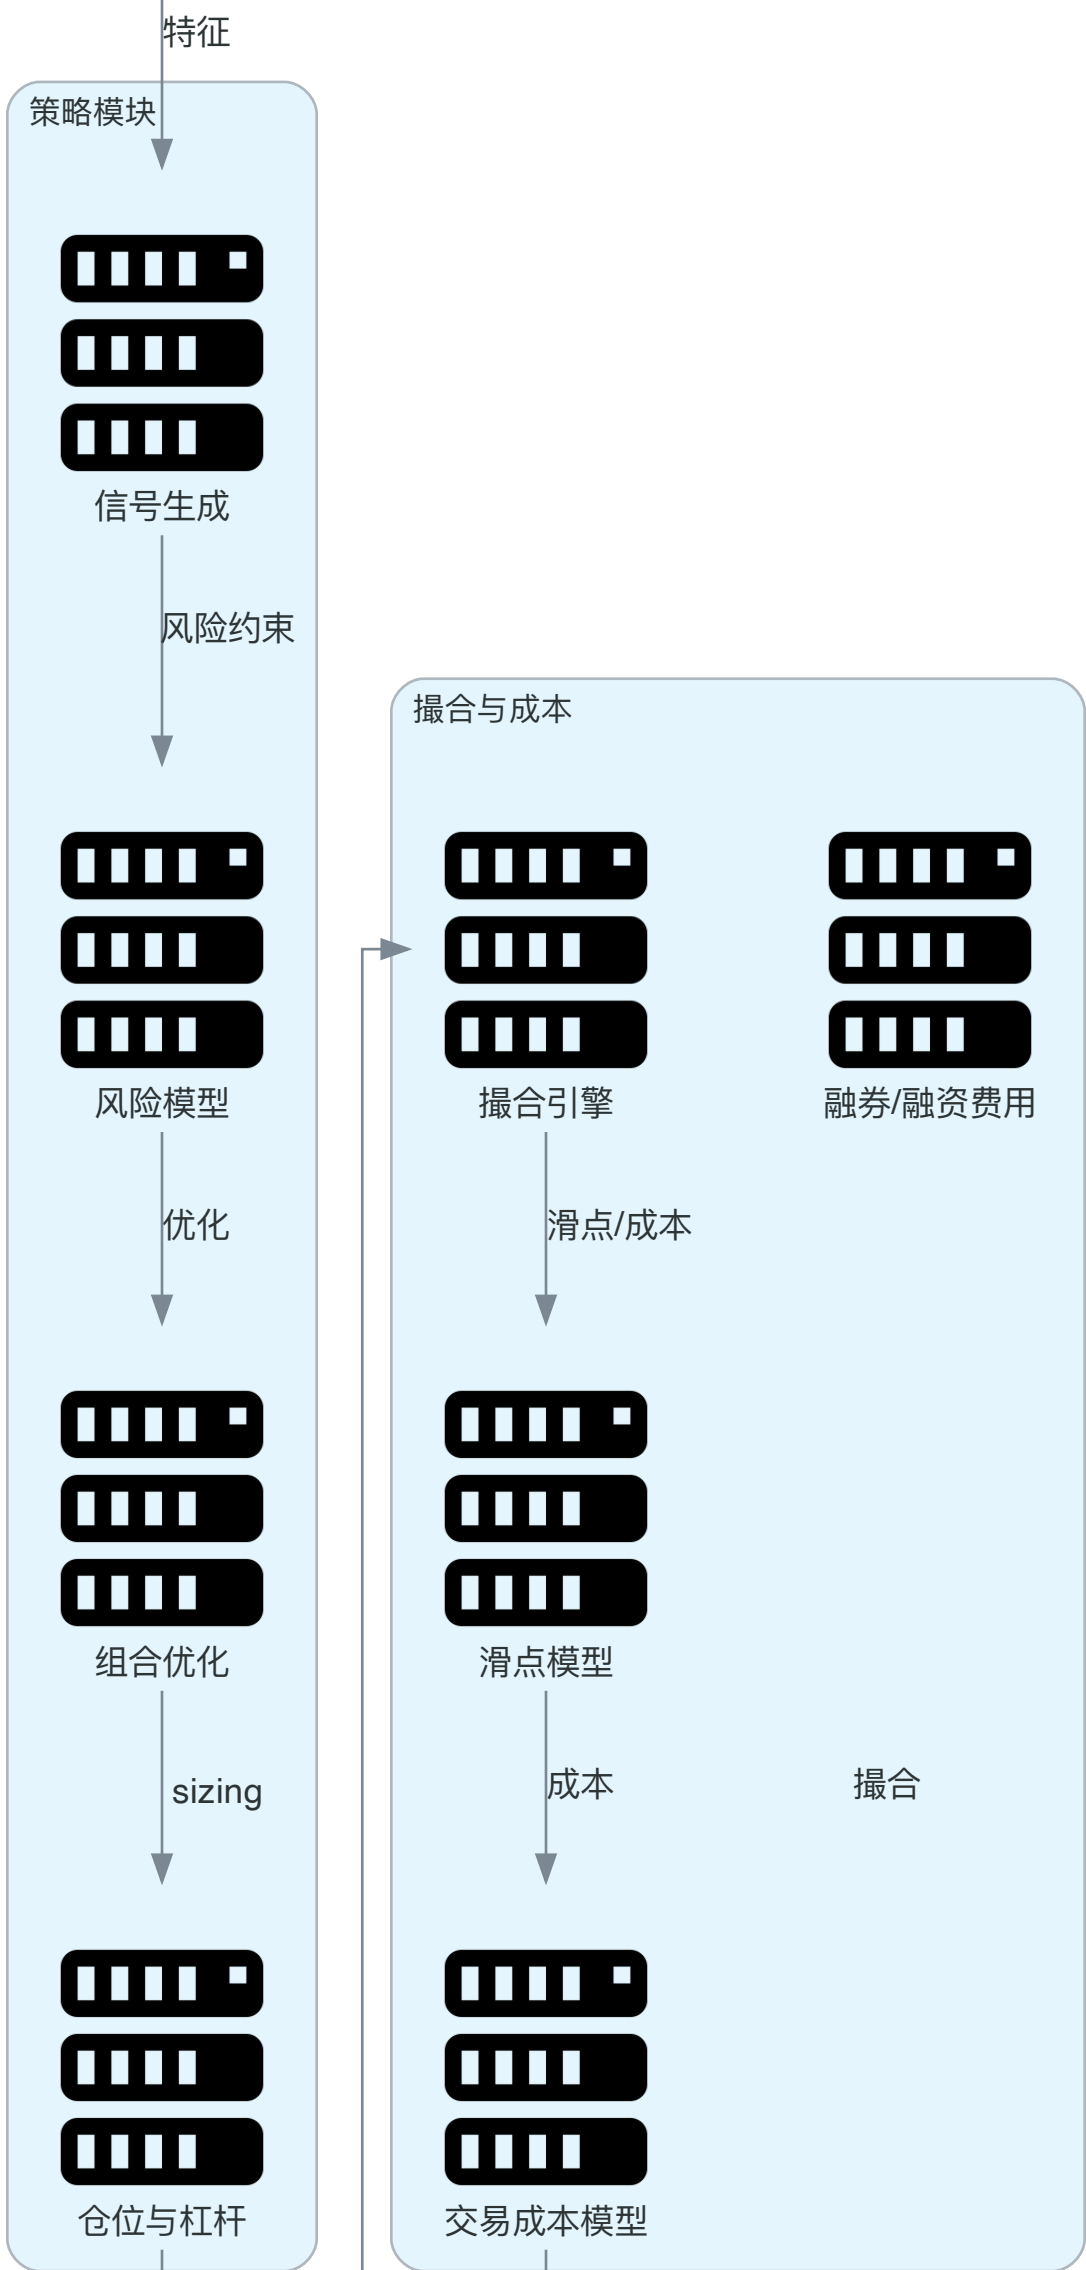 特征
策略模块
信号生成
风险约束
撮合与成本
风险模型
撮合引擎
融券/融资费用
优化
滑点/成本
组合优化
滑点模型
sizing
成本
撮合
仓位与杠杆
交易成本模型